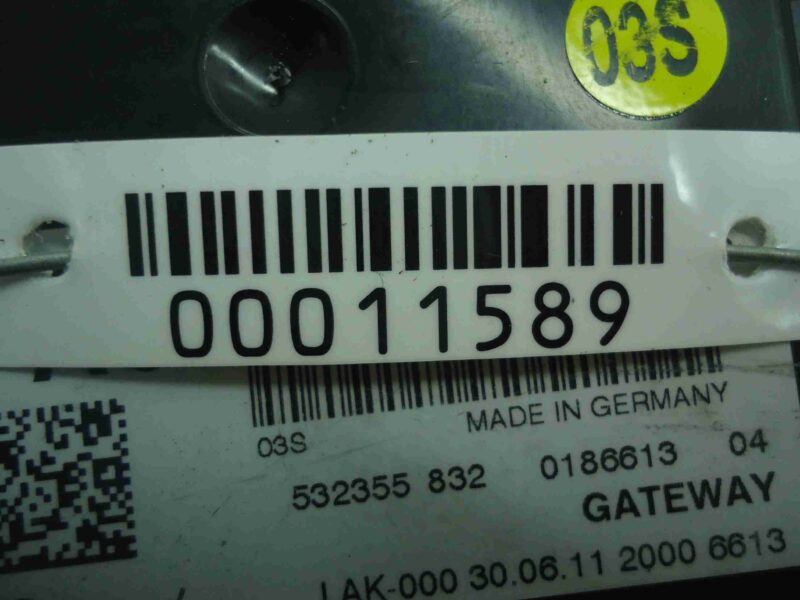 03S
00011589
03S MADE IN GERMANY
532355 832 0186613 04
GATEWAY
LAK-000 30.06.11 2000 6613